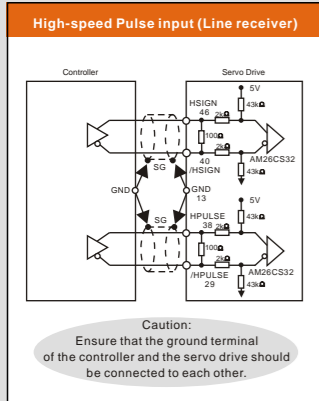 High-speed Pulse input (Line receiver)
Controller
Servo Drive
5V
HSIGN
46
2kΩ
43kΩ
100Ω
2kΩ
AM26CS32
40
/HSIGN
SG
43kΩ
GND
GND
13
SG
5V
HPULSE
38
2kΩ
43kΩ
100Ω
2kΩ
AM26CS32
/HPULSE
29
43kΩ
Caution:
Ensure that the ground terminal
of the controller and the servo drive should
be connected to each other.